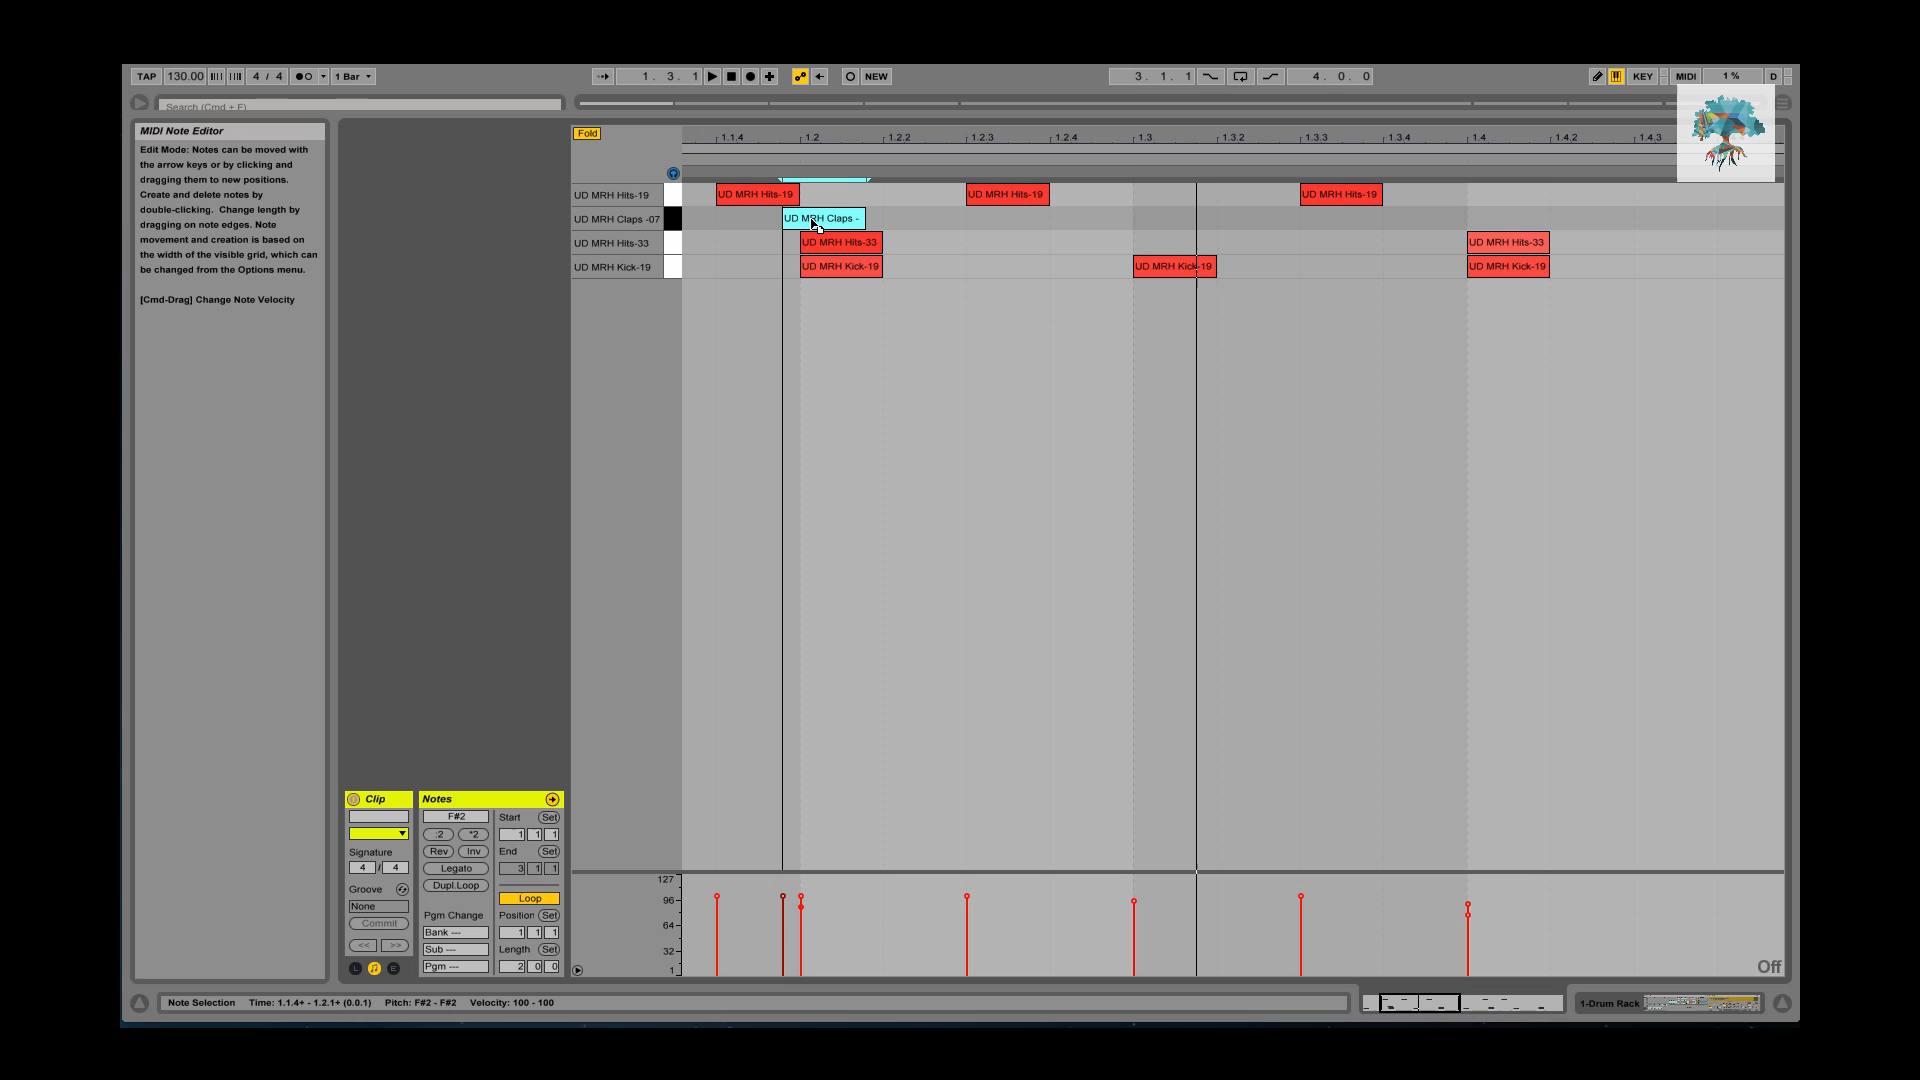 TAP 130.00 4 / 4 1 Bar 1. 3. 1 NEW 3. 1. 1 4. 0. 0 KEY MIDI 1 % D
Search (Cmd + F)
MIDI Note Editor
Edit Mode: Notes can be moved with
the arrow keys or by clicking and
dragging them to new positions.
Create and delete notes by
double-clicking. Change length by
dragging on note edges. Note
movement and creation is based on
the width of the visible grid, which can
be changed from the Options menu.
[Cmd-Drag] Change Note Velocity
Fold
1.1.4 1.2 1.2.2 1.2.3 1.2.4 1.3 1.3.2 1.3.3 1.3.4 1.4 1.4.2 1.4.3
UD MRH Hits-19 UD MRH Hits-19 UD MRH Hits-19 UD MRH Hits-19
UD MRH Claps -07 UD MRH Claps -
UD MRH Hits-33 UD MRH Hits-33 UD MRH Hits-33
UD MRH Kick-19 UD MRH Kick-19 UD MRH Kick-19 UD MRH Kick-19
Clip
Signature
4 / 4
Groove
None
Commit
<< >>
L E
Notes
F#2
:2 *2
Rev Inv
Legato
Dupl.Loop
Pgm Change
Bank ---
Sub ---
Pgm ---
Start Set
1 1 1
End Set
3 1 1
Loop
Position Set
1 1 1
Length Set
2 0 0
127
96
64
32
1
Off
Note Selection Time: 1.1.4+ - 1.2.1+ (0.0.1) Pitch: F#2 - F#2 Velocity: 100 - 100
1-Drum Rack